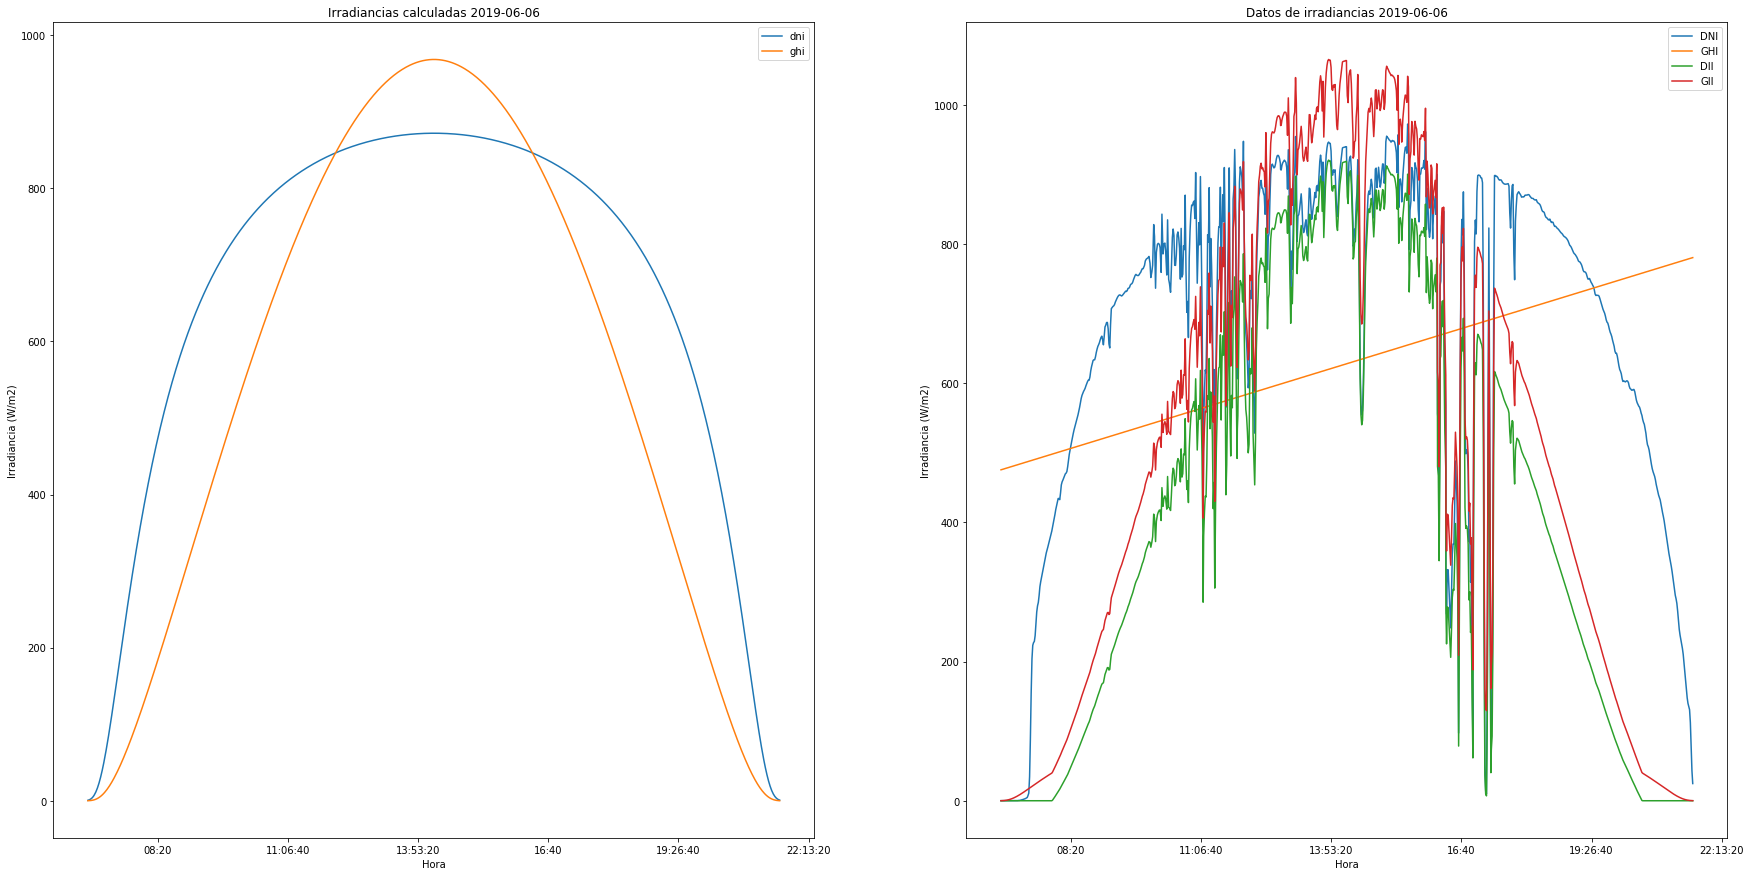 Irradiancias calculadas 2019-06-06
dni
ghi
1000
800
600
400
200
0
Irradiancia (W/m2)
08:20
11:06:40
13:53:20
16:40
19:26:40
22:13:20
Hora
Datos de irradiancias 2019-06-06
DNI
GHI
DII
GII
1000
800
600
400
200
0
Irradiancia (W/m2)
08:20
11:06:40
13:53:20
16:40
19:26:40
22:13:20
Hora